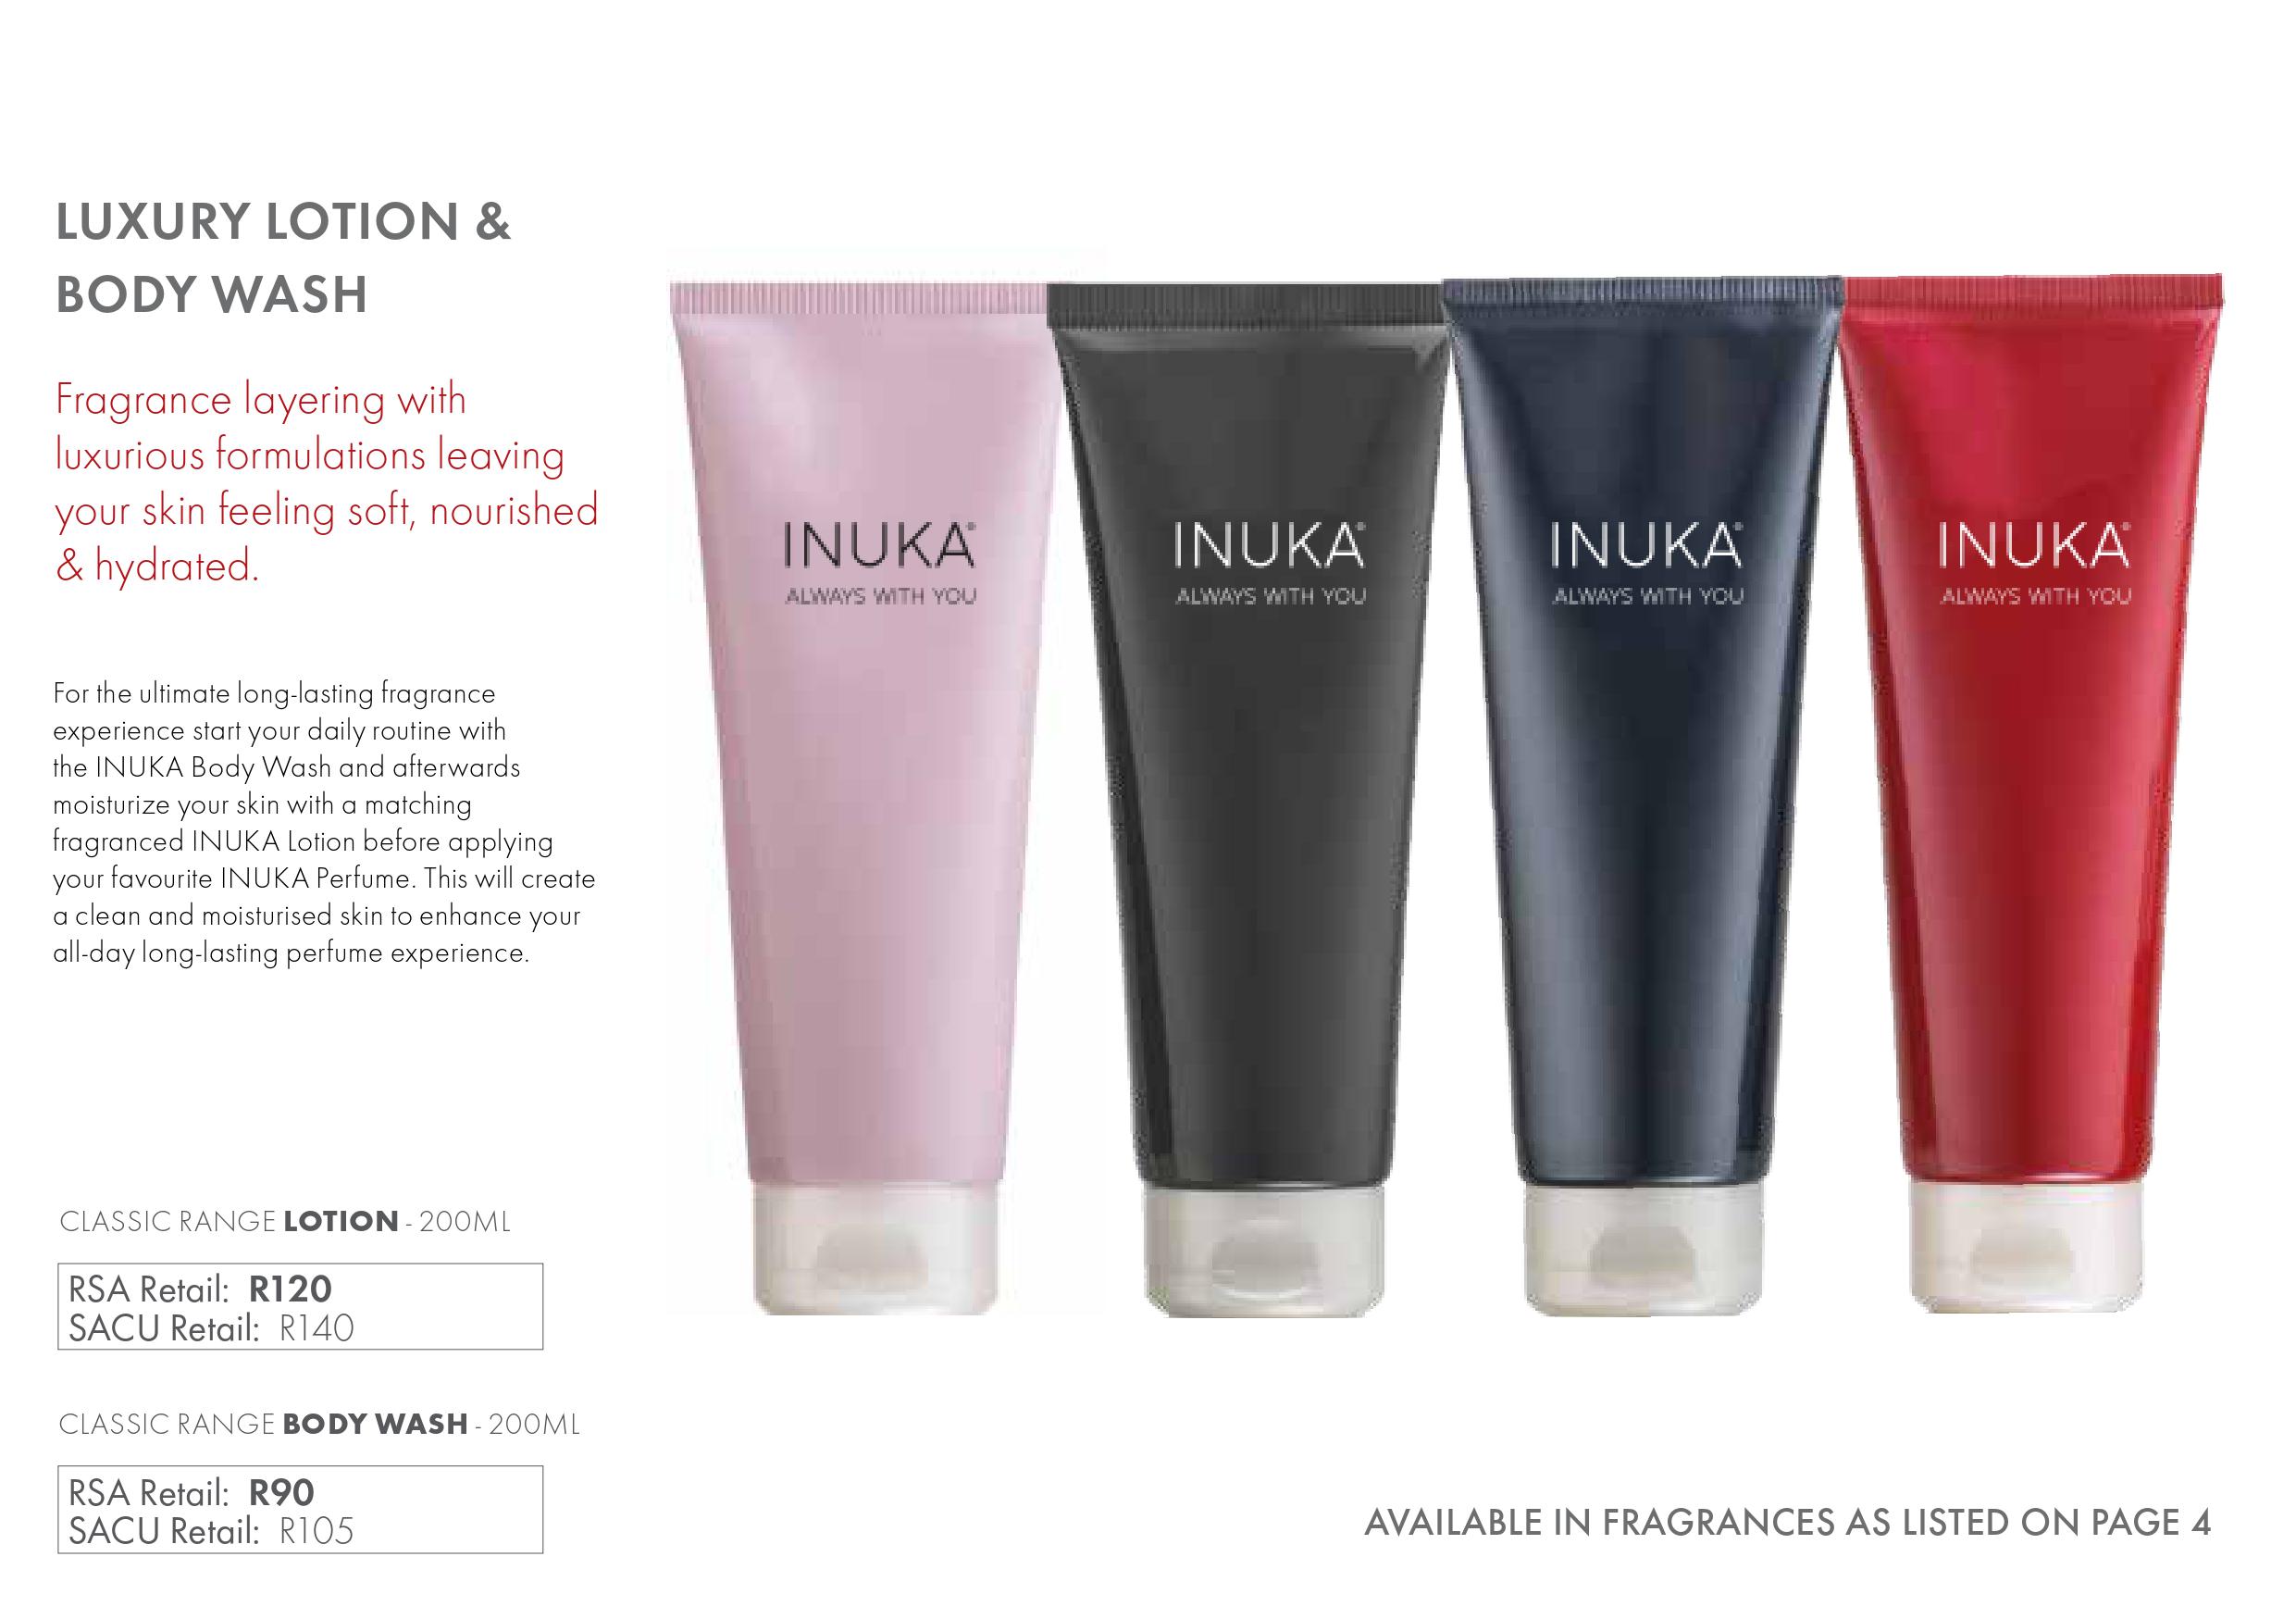 LUXURY LOTION &
BODY WASH
Fragrance layering with
luxurious formulations leaving
your skin feeling soft, nourished
& hydrated.
For the ultimate long-lasting fragrance
experience start your daily routine with
the INUKA Body Wash and afterwards
moisturize your skin with a matching
fragranced INUKA Lotion before applying
your favourite INUKA Perfume. This will create
a clean and moisturised skin to enhance your
all-day long-lasting perfume experience.
CLASSIC RANGE LOTION - 200ML
RSA Retail: R120
SACU Retail: R140
CLASSIC RANGE BODY WASH - 200ML
RSA Retail: R90
SACU Retail: R105
INUKA®
ALWAYS WITH YOU
INUKA®
ALWAYS WITH YOU
INUKA®
ALWAYS WITH YOU
INUKA®
ALWAYS WITH YOU
AVAILABLE IN FRAGRANCES AS LISTED ON PAGE 4